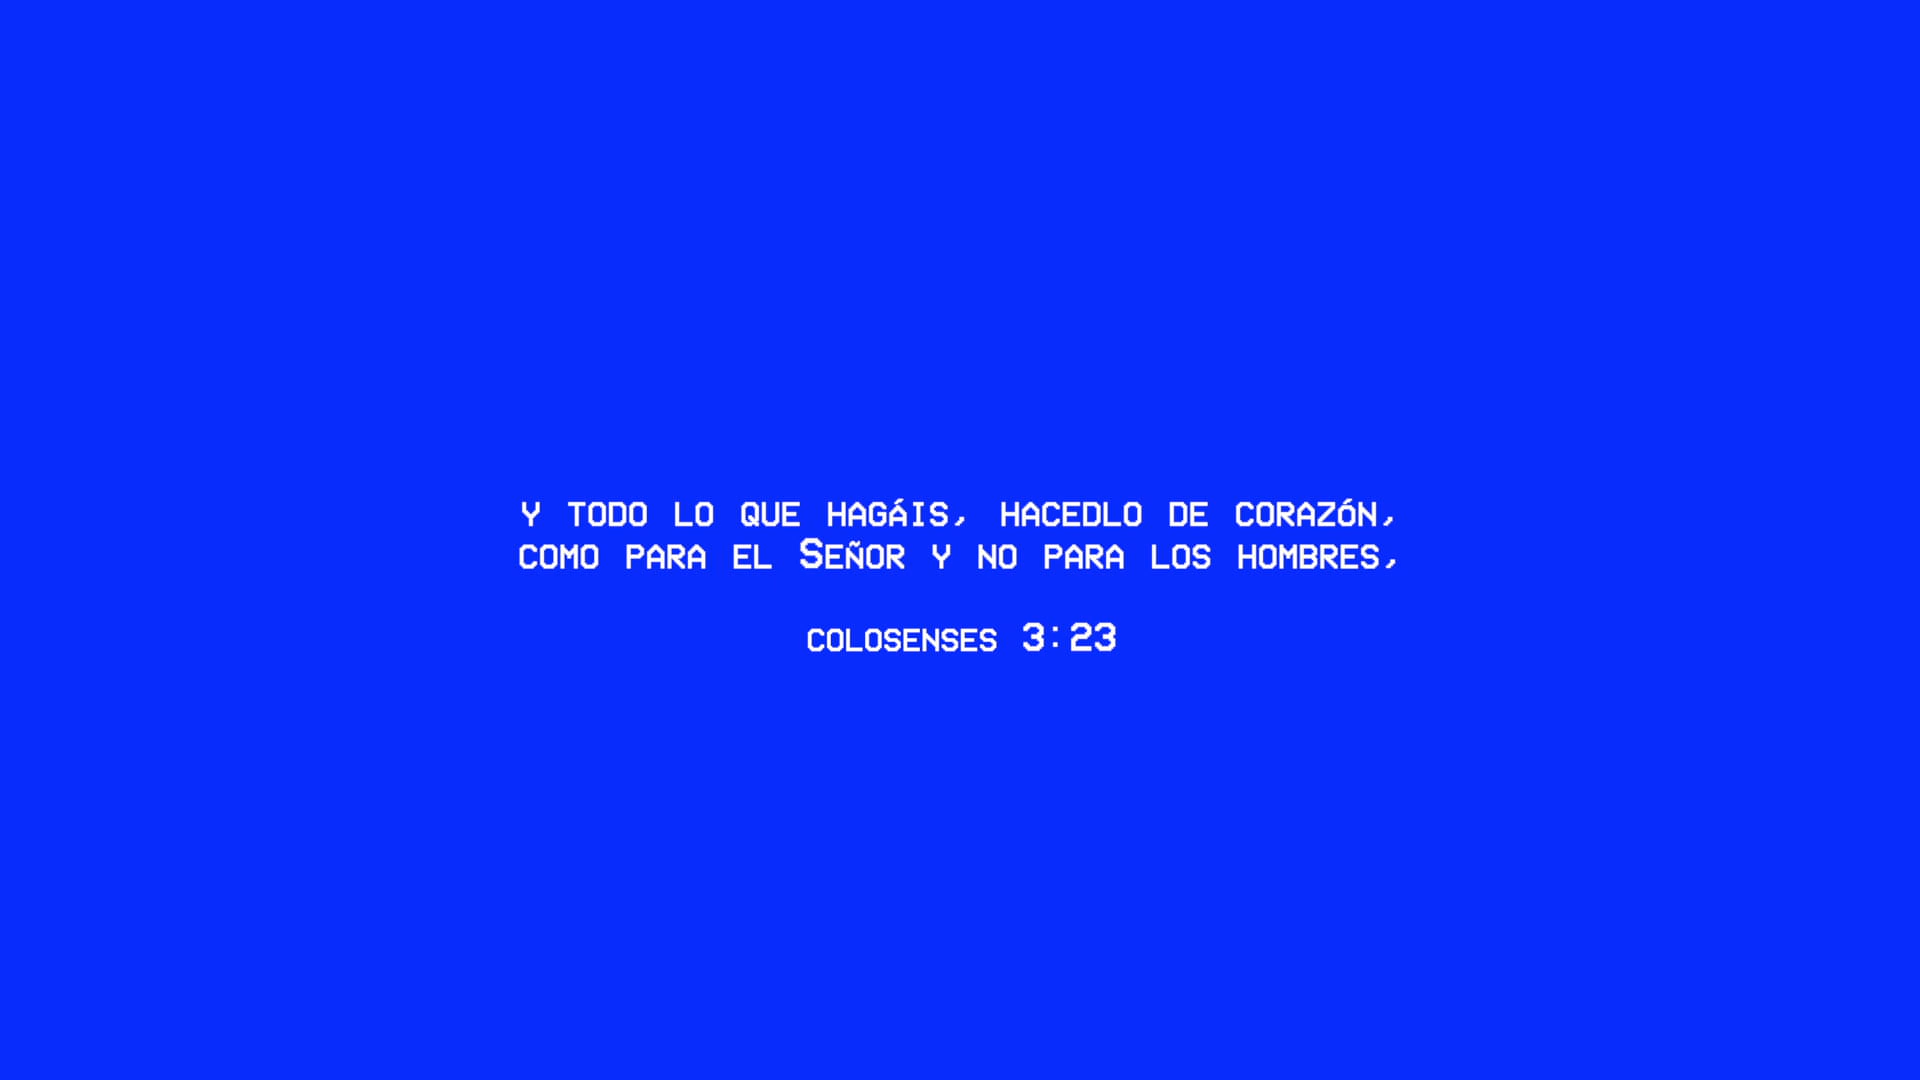 Y TODO LO QUE HAGÁIS, HACEDLO DE CORAZÓN,
COMO PARA EL SEÑOR Y NO PARA LOS HOMBRES,
COLOSENSES 3:23